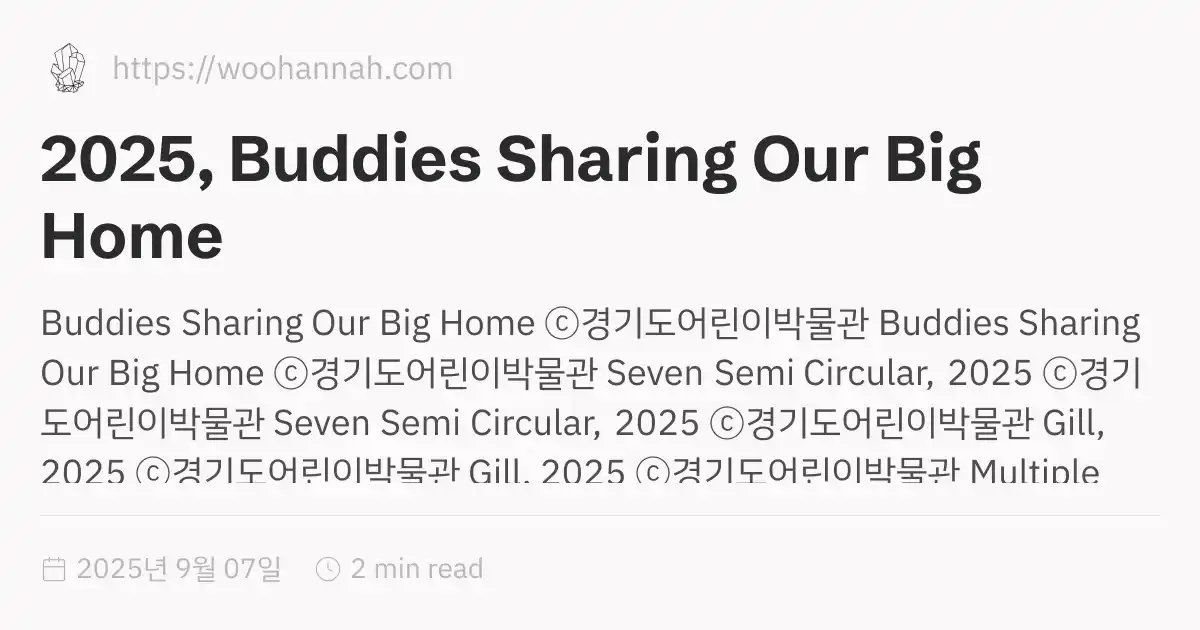 https://woohannah.com
2025, Buddies Sharing Our Big
Home
Buddies Sharing Our Big Home ⓒ경기도어린이박물관 Buddies Sharing
Our Big Home ⓒ경기도어린이박물관 Seven Semi Circular, 2025 ⓒ경기
도어린이박물관 Seven Semi Circular, 2025 ⓒ경기도어린이박물관 Gill,
2025 ⓒ경기도어린이박물관 Gill, 2025 ⓒ경기도어린이박물관 Multiple
2025년 9월 07일
2 min read